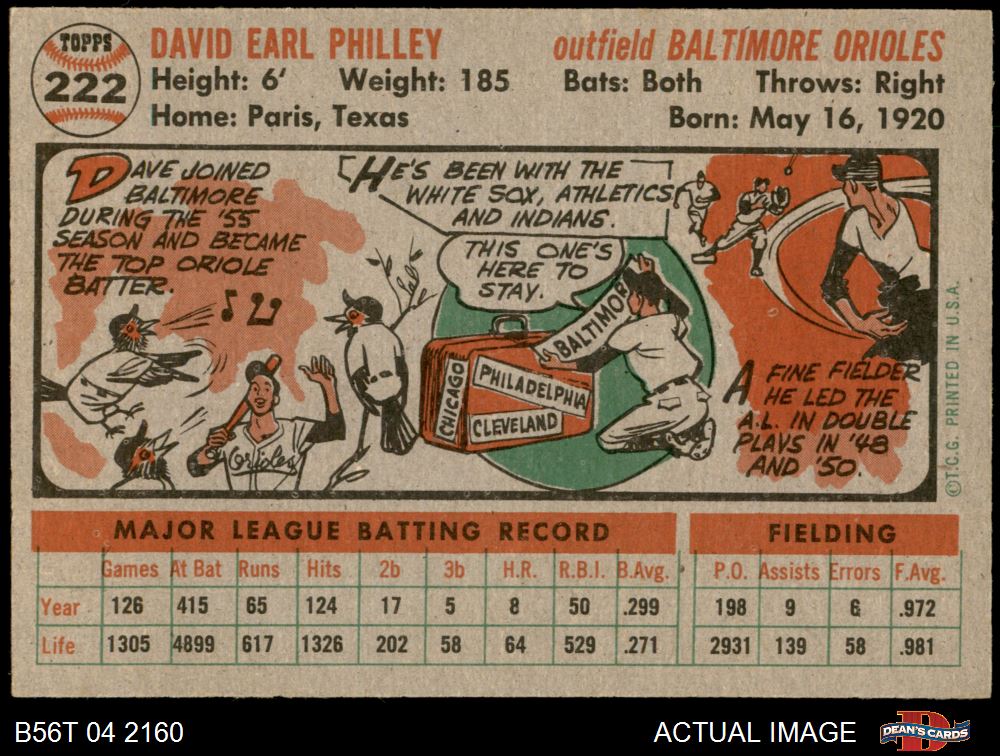 TOPPS
222
DAVID EARL PHILLEY
outfield BALTIMORE ORIOLES
Height: 6' Weight: 185 Bats: Both Throws: Right
Home: Paris, Texas Born: May 16, 1920
DAVE JOINED
BALTIMORE
DURING THE '55
SEASON AND BECAME
THE TOP ORIOLE
BATTER.
Orioles
HE'S BEEN WITH THE
WHITE SOX, ATHLETICS
AND INDIANS.
THIS ONE'S
HERE TO
STAY.
BALTIMOR
CHICAGO
PHILADELPHIA
CLEVELAND
A FINE FIELDER
HE LED THE
A.L. IN DOUBLE
PLAYS IN '48
AND '50.
©T.C.G. PRINTED IN U.S.A.
MAJOR LEAGUE BATTING RECORD FIELDING
Games At Bat Runs Hits 2b 3b H.R. R.B.I. B.Avg. P.O. Assists Errors F.Avg.
Year 126 415 65 124 17 5 8 50 .299 198 9 6 .972
Life 1305 4899 617 1326 202 58 64 529 .271 2931 139 58 .981
B56T 04 2160 ACTUAL IMAGE DEAN'S CARDS